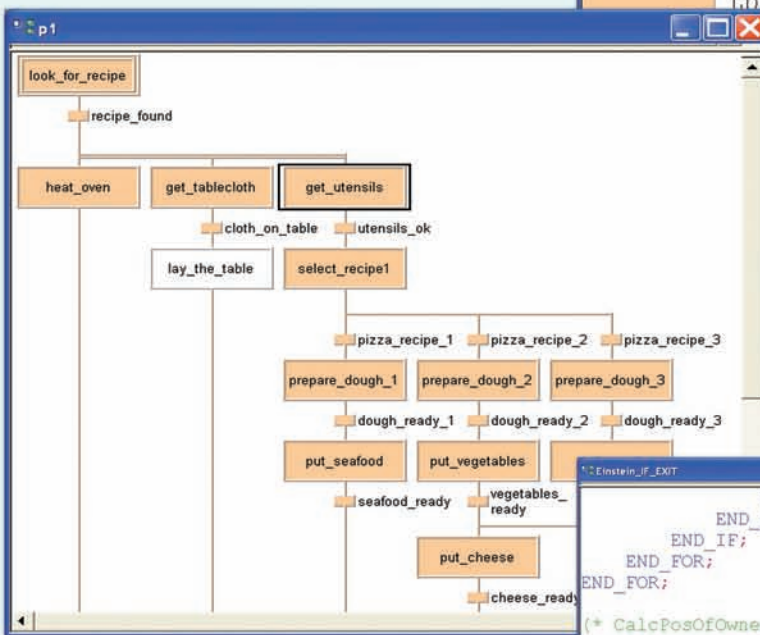 p1
look_for_recipe
recipe_found
heat_oven
get_tablecloth
get_utensils
cloth_on_table
utensils_ok
lay_the_table
select_recipe1
pizza_recipe_1
pizza_recipe_2
pizza_recipe_3
prepare_dough_1
prepare_dough_2
prepare_dough_3
dough_ready_1
dough_ready_2
dough_ready_3
put_seafood
put_vegetables
seafood_ready
vegetables_
ready
put_cheese
cheese_ready
Einstein_IF_EXIT
END_
END_IF;
END_FOR;
END_FOR;
(* CalcPosOfOwne